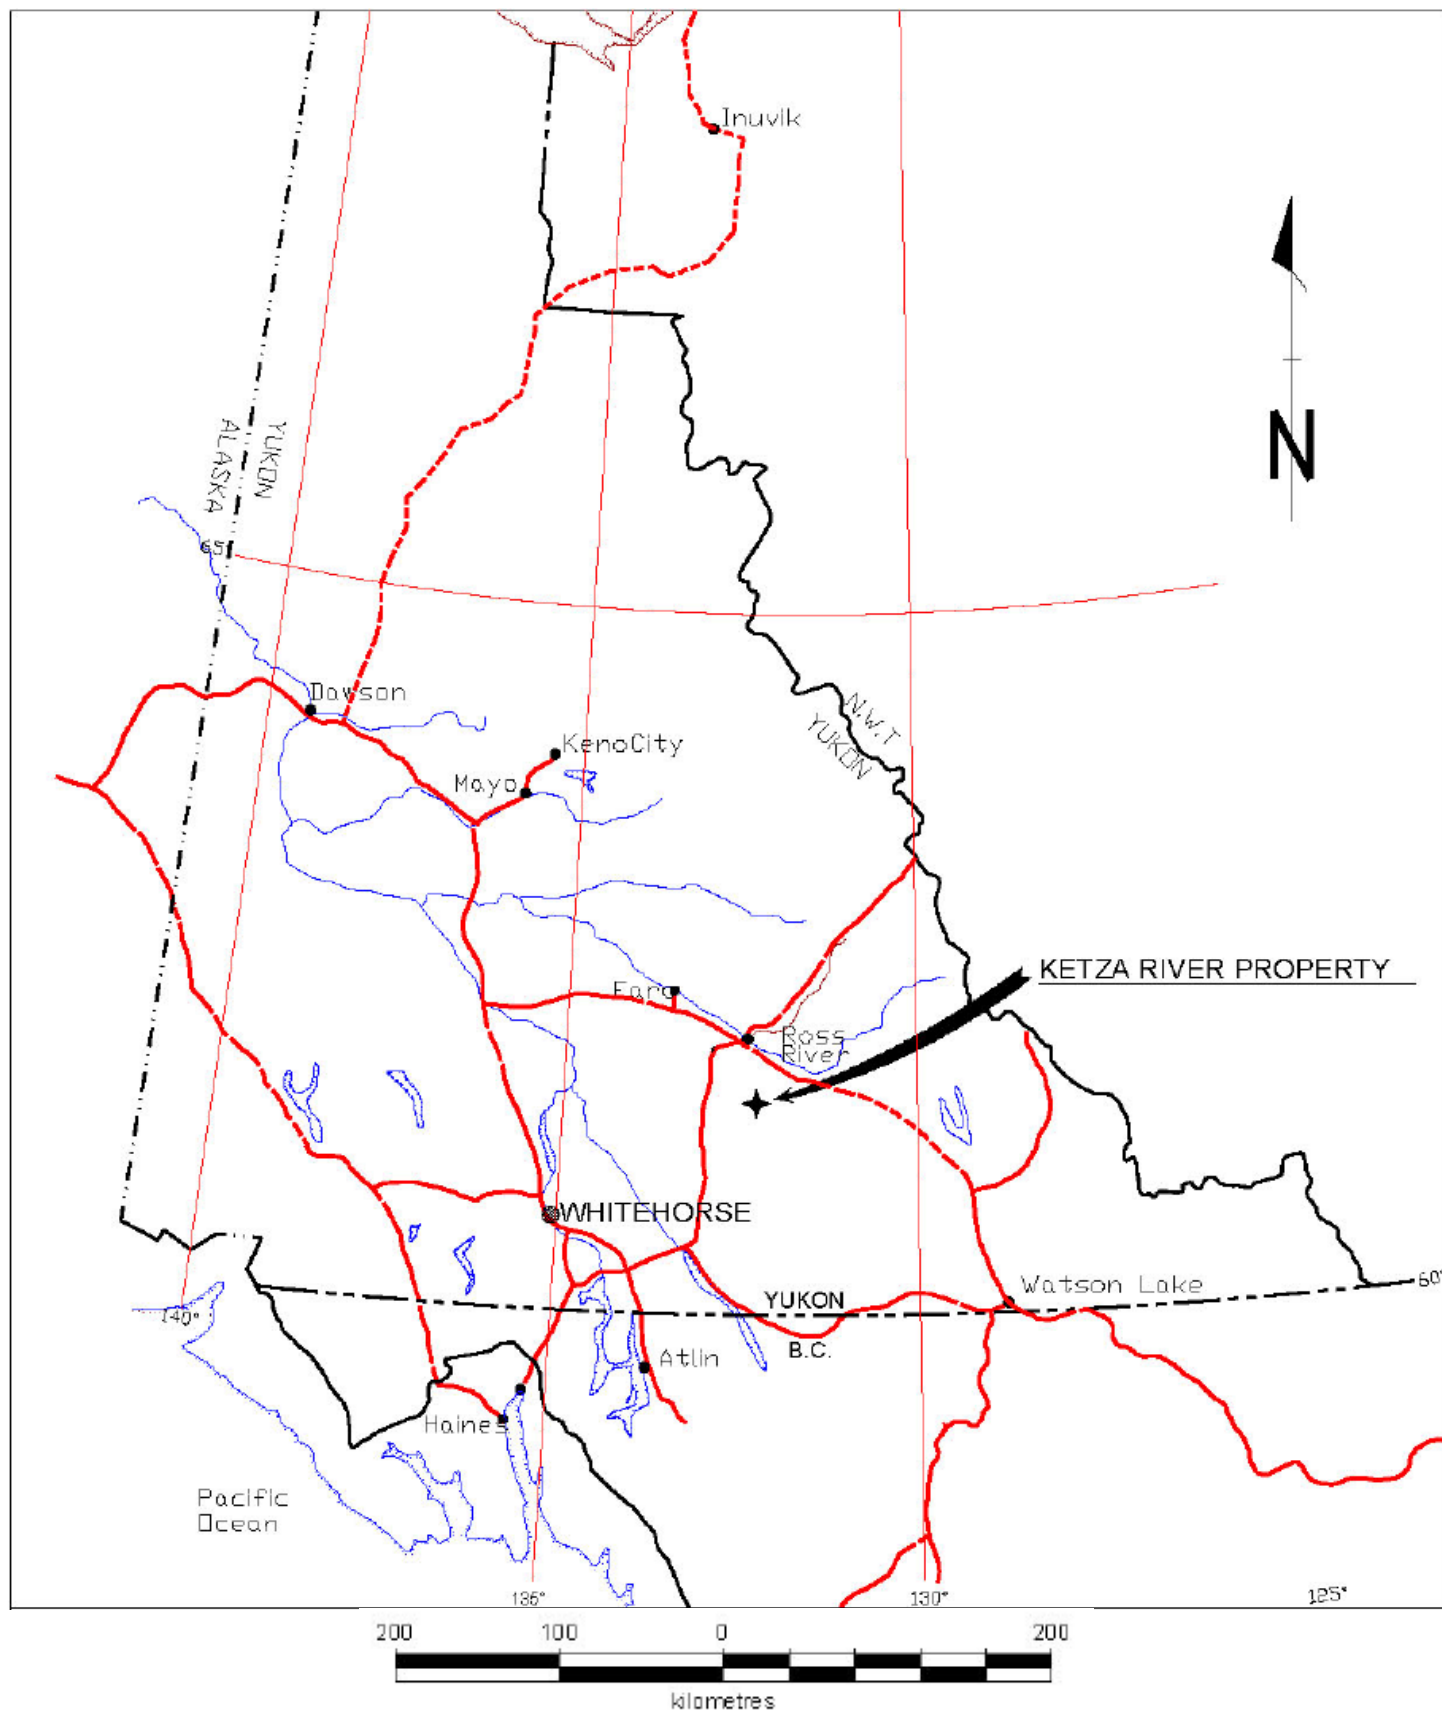 Inuvik
N
ALASKA
YUKON
65°
Dawson
KenoCity
Mayo
N.W.T
YUKON
KETZA RIVER PROPERTY
Faro
Ross
River
WHITEHORSE
Watson Lake
60°
YUKON
B.C.
140°
Atlin
Haines
Pacific
Ocean
135°
130°
125°
200 100 0 200
kilometres